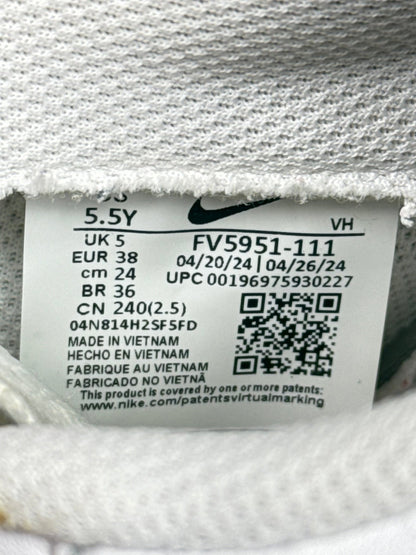 US
5.5Y
VH
UK 5
FV5951-111
EUR 38
04/20/24 | 04/26/24
cm 24
UPC 00196975930227
BR 36
CN 240(2.5)
04N814H2SF5FD
MADE IN VIETNAM
HECHO EN VIETNAM
FABRIQUE AU VIETNAM
FABRICADO NO VIETNÃ
This product is covered by one or more patents:
www.nike.com/patentsvirtualmarking